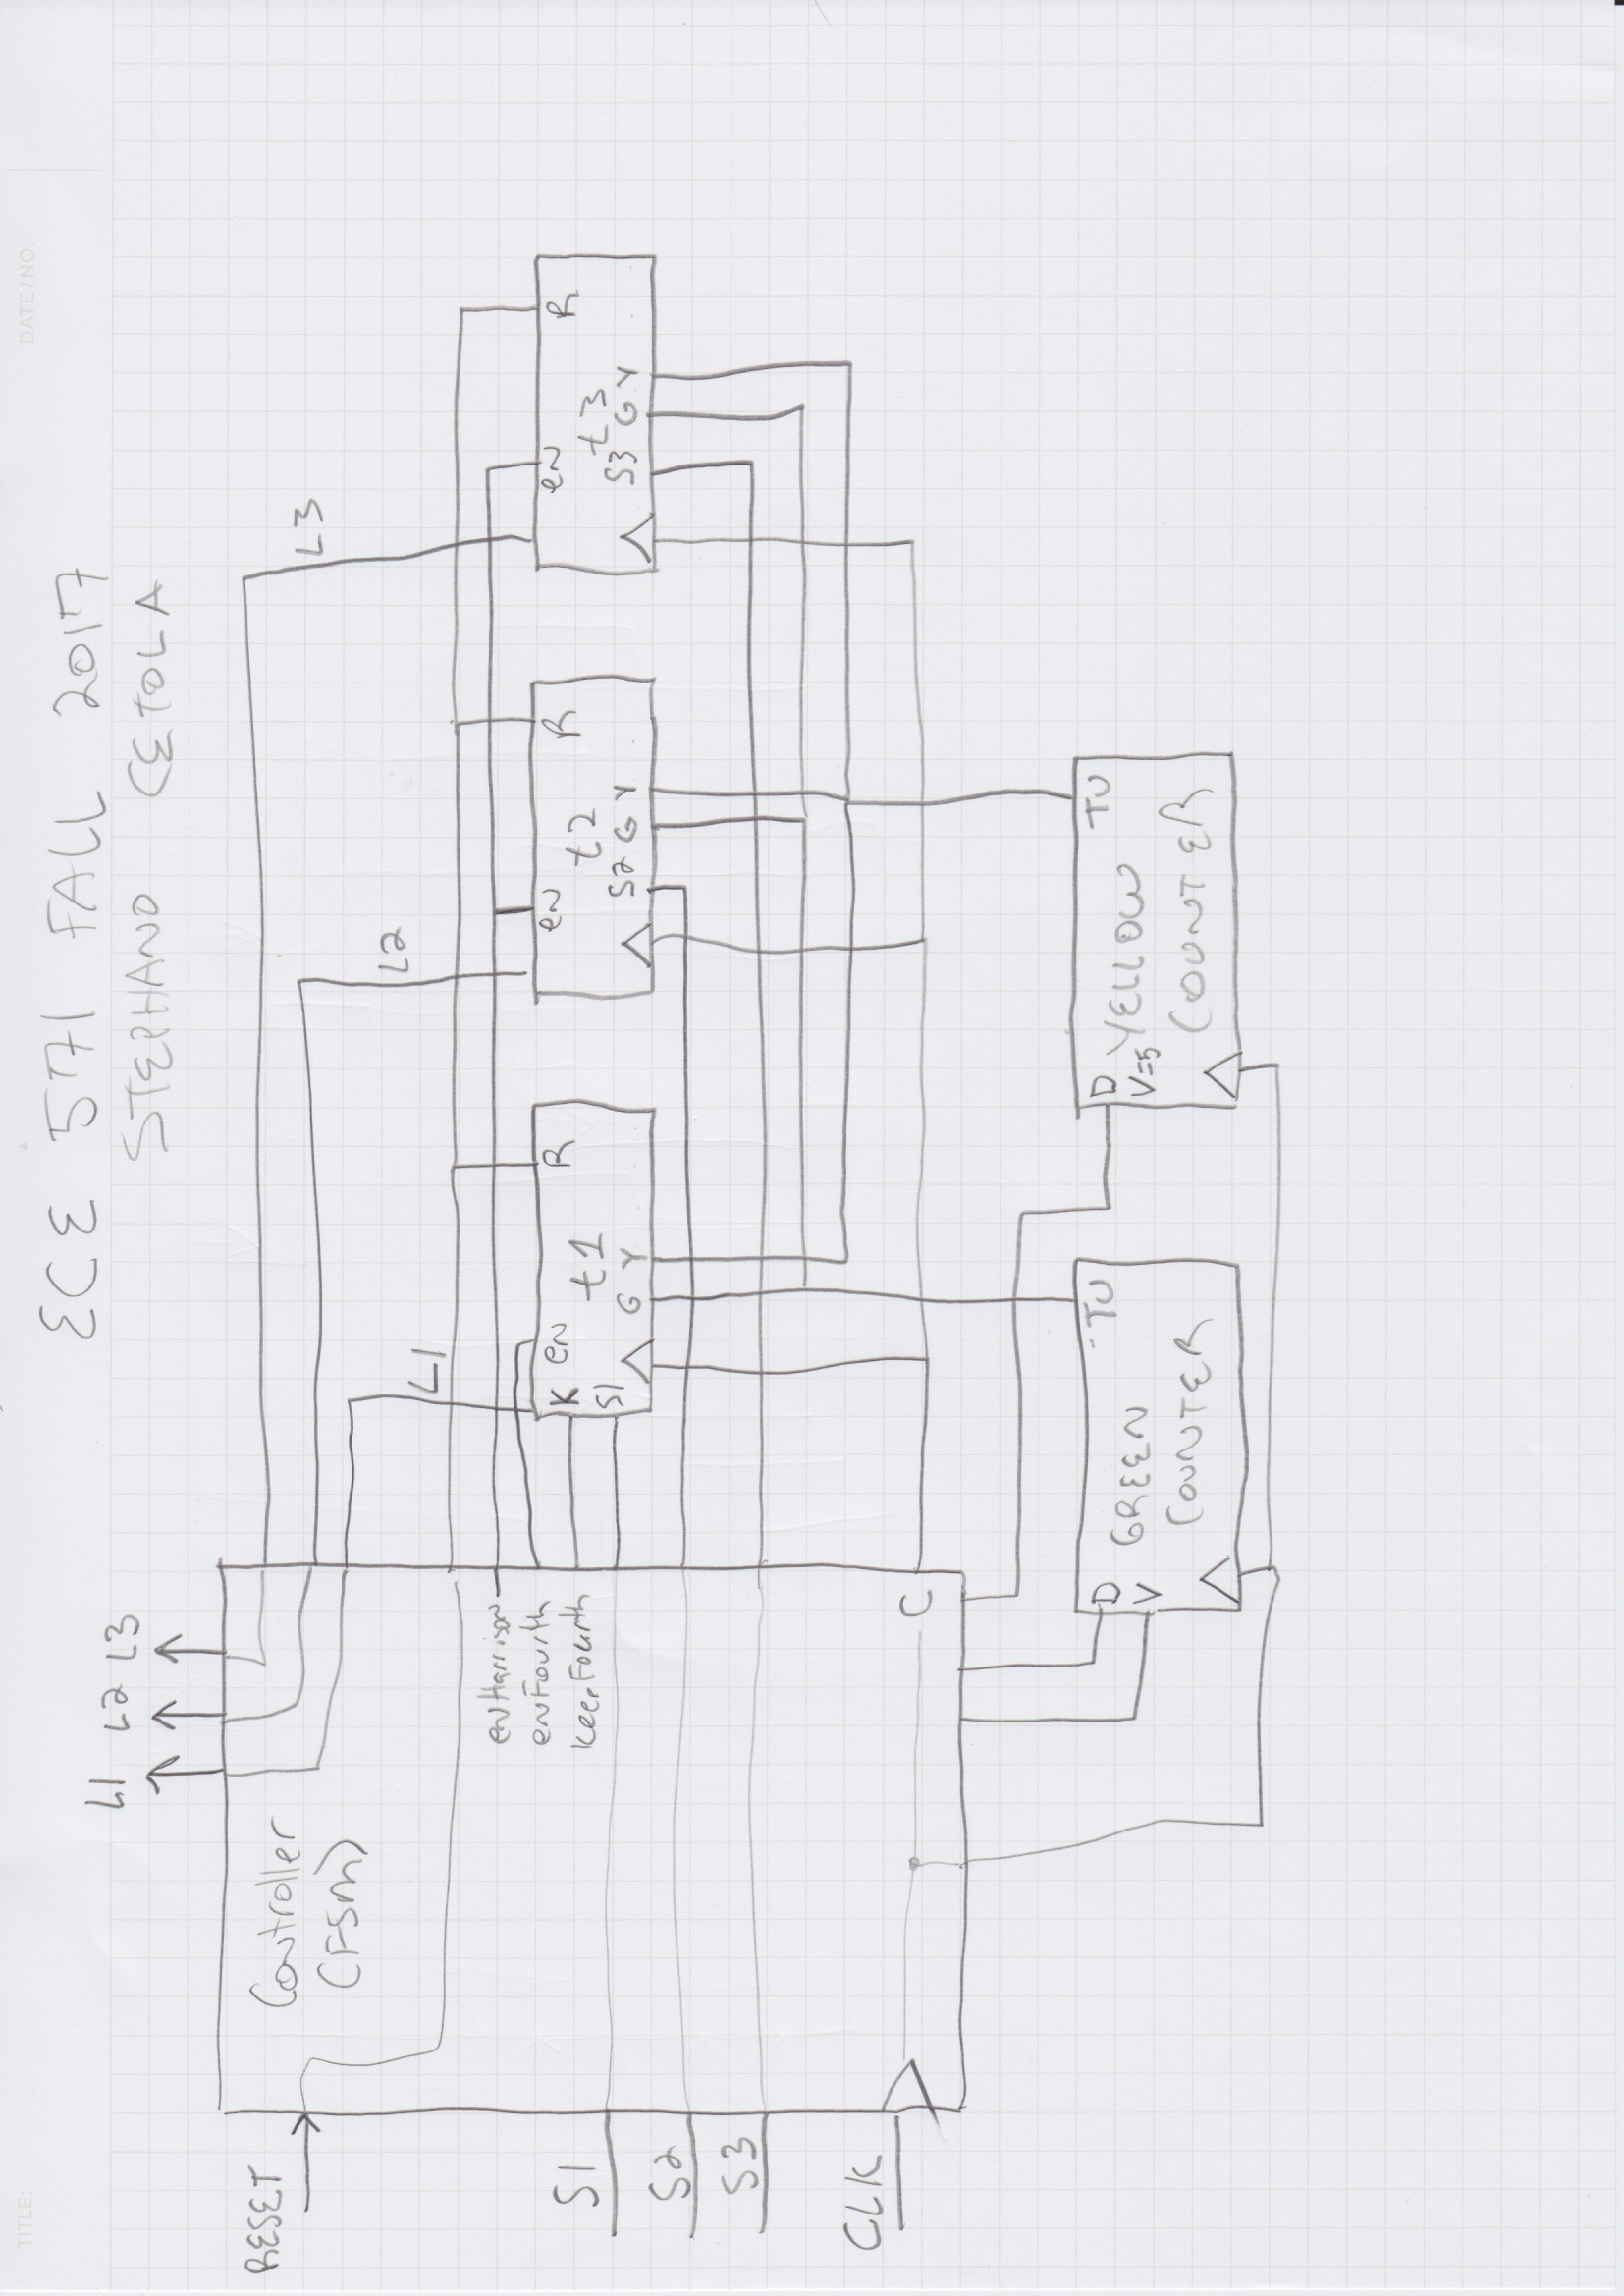 TITLE:
DATE/NO.
ECE 571 FALL 2017
STEPHANO CETOLA
L1 L2 L3
RESET
Controller
(FSM)
L3
L2
L1
enHarrison
enFourth
keepFourth
K en R
t1
S1 G Y
en R
t2
S2 G Y
en R
t3
S3 G Y
S1
S2
S3
CLK
C
D TU
V GREEN
COUNTER
D TU
V=5 YELLOW
COUNTER